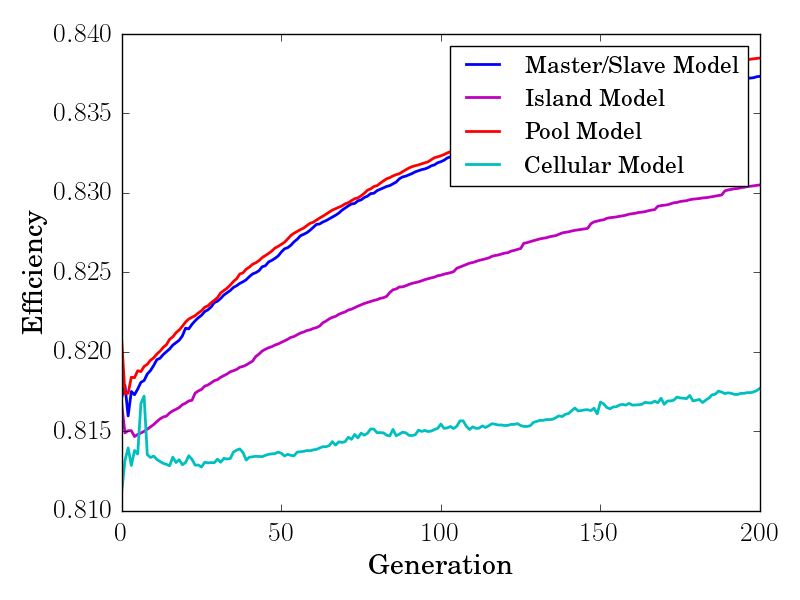 0.840
0.835
0.830
0.825
0.820
0.815
0.810
Efficiency
Master/Slave Model
Island Model
Pool Model
Cellular Model
0
50
100
150
200
Generation